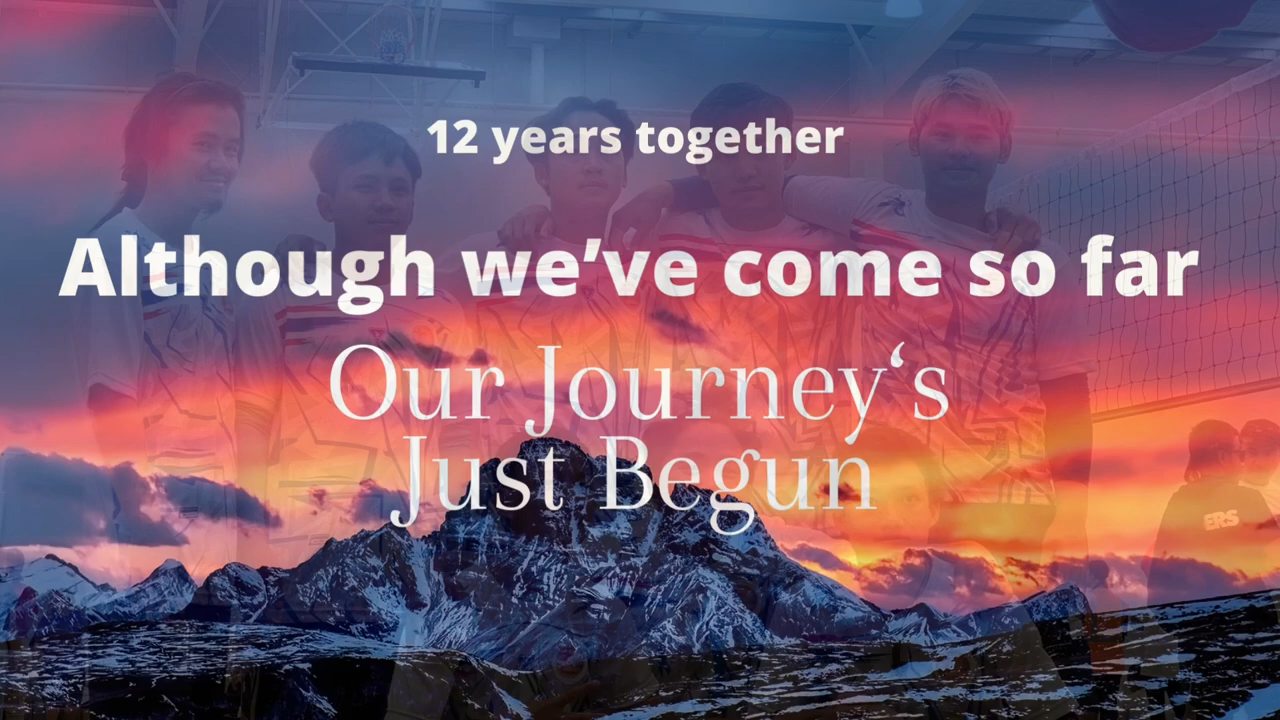 12 years together
Although we’ve come so far
Our Journey‘s
Just Begun
ERS